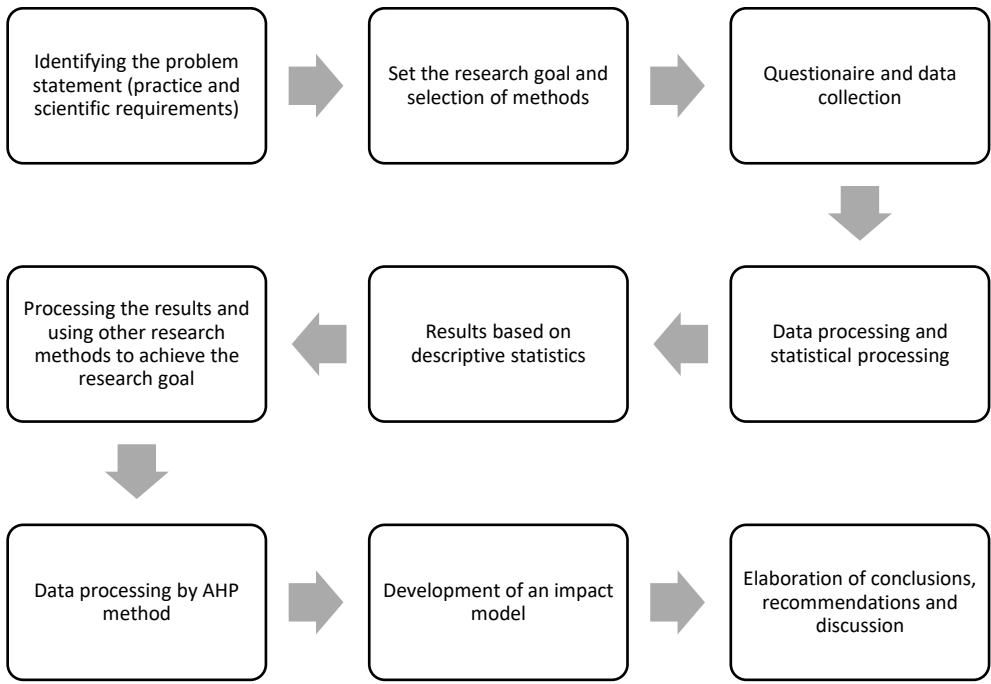 Identifying the problem
statement (practice and
scientific requirements)
Set the research goal and
selection of methods
Questionaire and data
collection
Data processing and
statistical processing
Results based on
descriptive statistics
Processing the results and
using other research
methods to achieve the
research goal
Data processing by AHP
method
Development of an impact
model
Elaboration of conclusions,
recommendations and
discussion